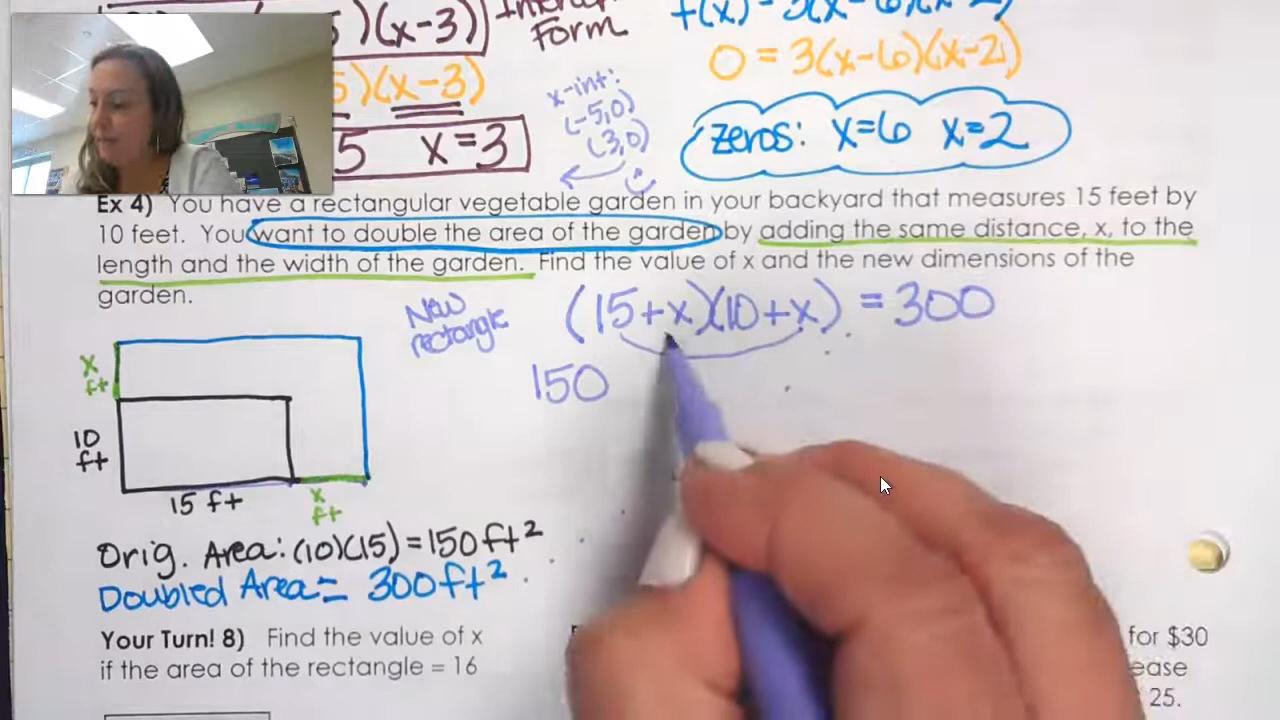 )(x-3)
Form
f(x)=3(x-6)(x-2)
5)(x-3)
0=3(x-6)(x-2)
x-int:
(-5,0)
(3,0)
5 x=3
zeros: x=6 x=2
Ex 4) You have a rectangular vegetable garden in your backyard that measures 15 feet by
10 feet. You want to double the area of the garden by adding the same distance, x, to the
length and the width of the garden. Find the value of x and the new dimensions of the
garden.
New
rectangle
(15+x)(10+x) = 300
150
x
ft
10
ft
15 ft
x
ft
Orig. Area: (10)(15)=150ft²
Doubled Area = 300ft²
Your Turn! 8) Find the value of x
if the area of the rectangle = 16
for $30
25.